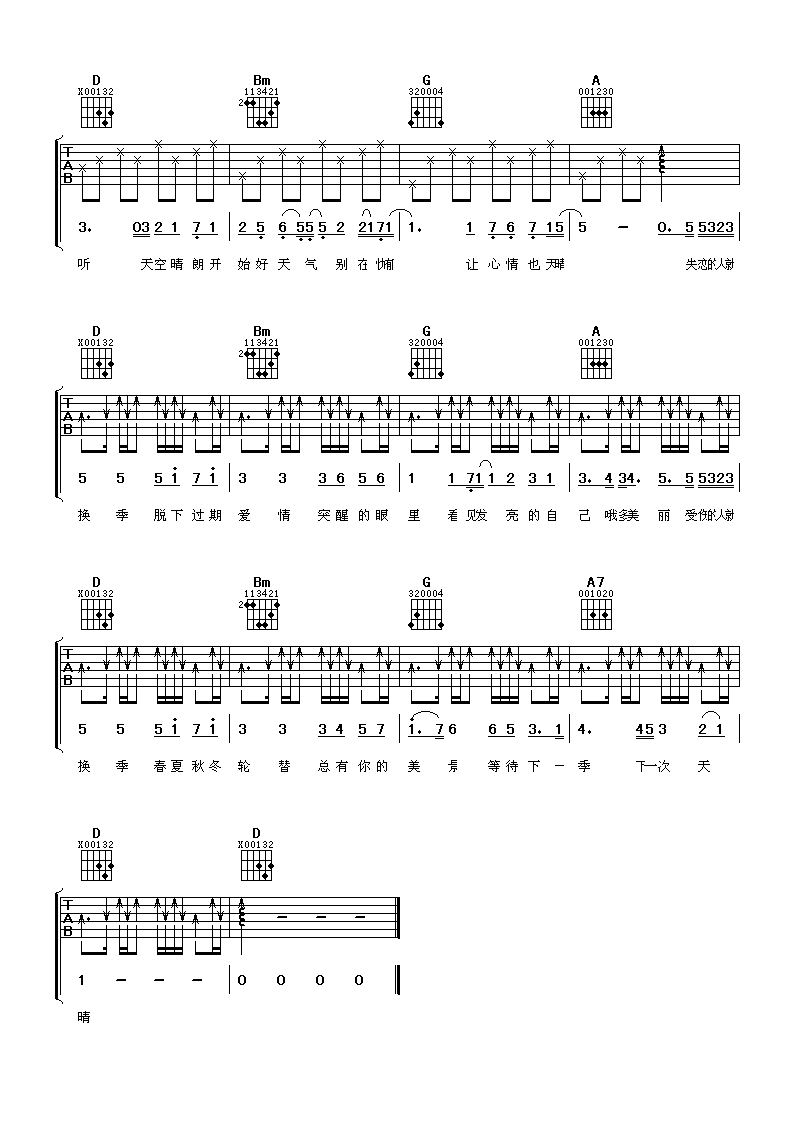 D Bm G A
X00132 2 113421 320004 001230
T
A
B
3. 03 2 1 7 1 | 2 5 6 55 5 2 21 71 | 1. 1 7 6 7 15 | 5 - 0. 5 5323
听 天空 晴 朗 开 始 好 天 气 别 在 让 心 情 也 天晴 失恋的人就
D Bm G A
X00132 2 113421 320004 001230
T
A
B
5 5 5 1 7 1 | 3 3 3 6 5 6 | 1 1 71 1 2 3 1 | 3. 4 34. 5. 5 5323
换 季 脱 下 过 期 爱 情 突 醒 的 眼 里 看 见发 亮 的 自 己 哦多美 丽 受伤的人就
D Bm G A7
X00132 2 113421 320004 001020
T
A
B
5 5 5 1 7 1 | 3 3 3 4 5 7 | 1. 7 6 6 5 3. 1 | 4. 45 3 2 1
换 季 春 夏 秋 冬 轮 替 总 有 你 的 美 景 等 待 下 一 季 下一次 天
D D
X00132 X00132
T
A
B
1 - - - | 0 0 0 0
晴